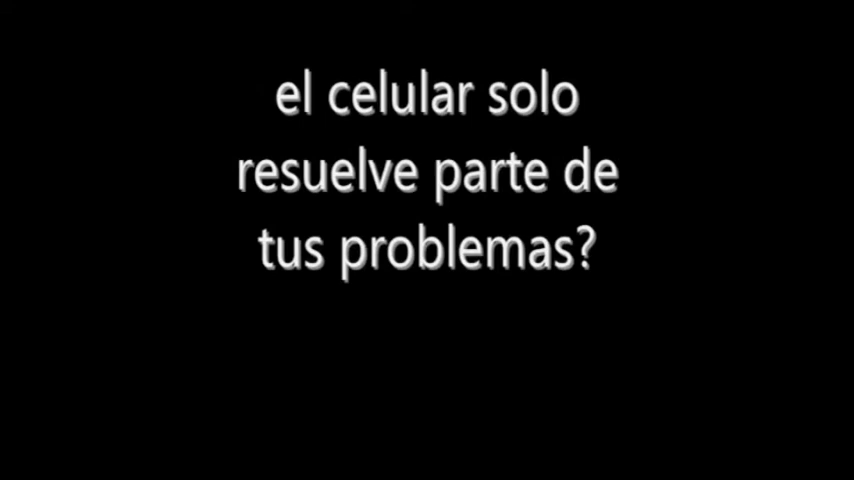 el celular solo
resuelve parte de
tus problemas?